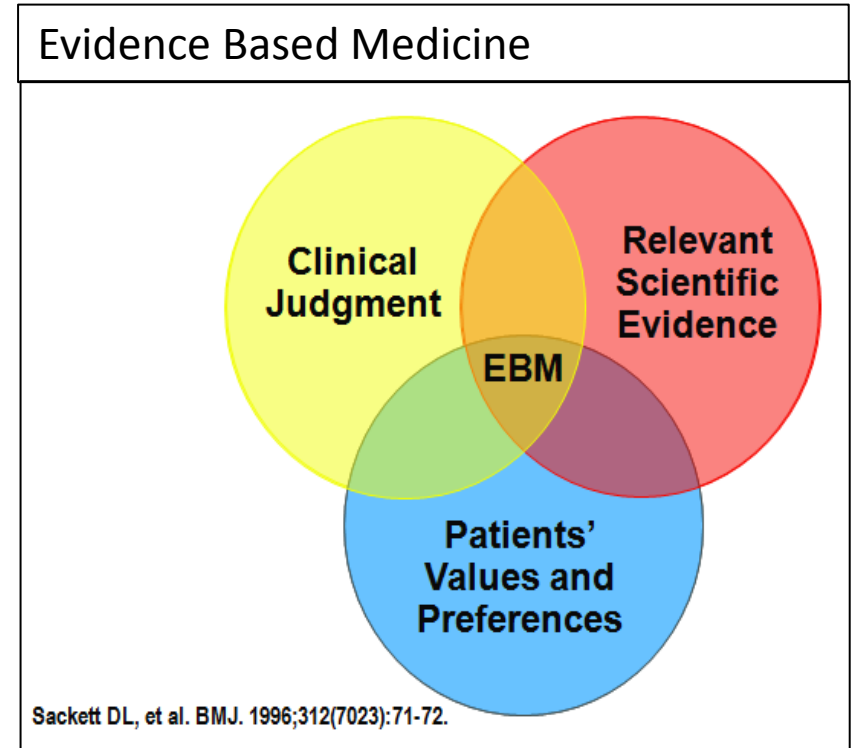 Evidence Based Medicine
Clinical
Judgment
Relevant
Scientific
Evidence
EBM
Patients’
Values and
Preferences
Sackett DL, et al. BMJ. 1996;312(7023):71-72.